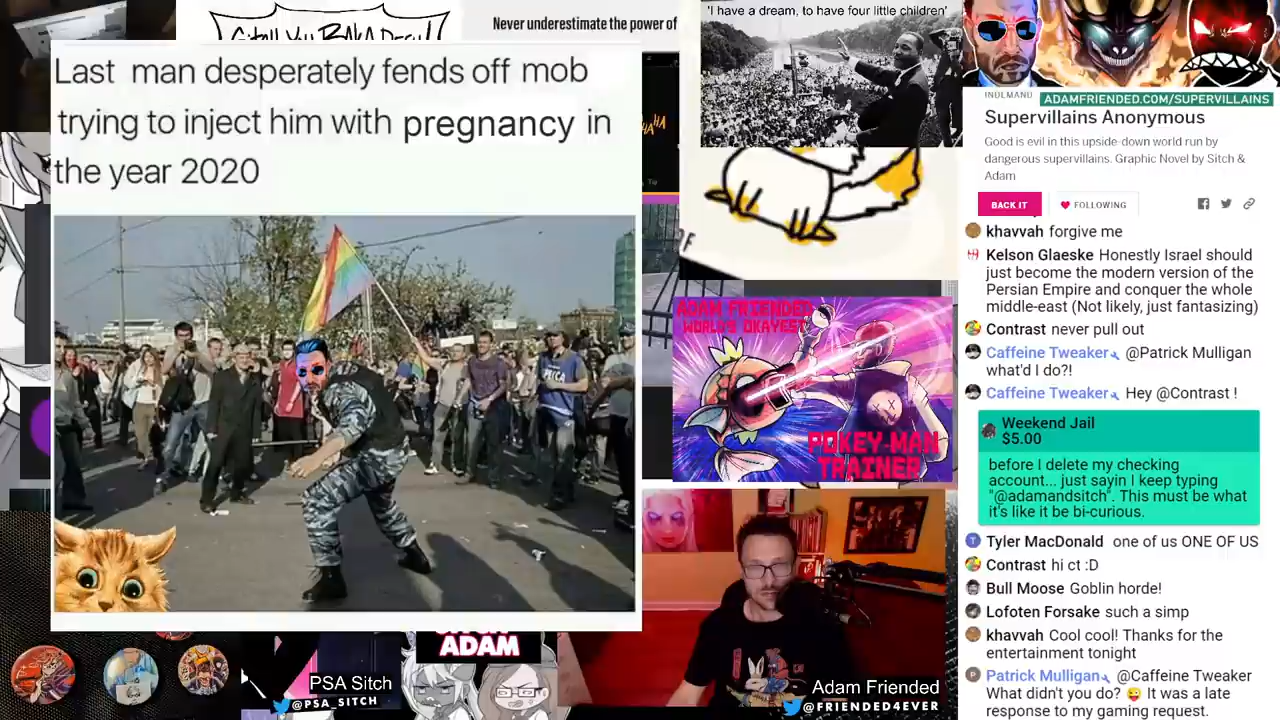 Never underestimate the power of
'I have a dream, to have four little children'
Last man desperately fends off mob
trying to inject him with pregnancy in
the year 2020
ADAM FRIENDED
WORLD'S OKAYEST
POKEY-MAN
TRAINER
ADAM
PSA Sitch
@PSA_SITCH
Adam Friended
@FRIENDED4EVER
INDEMAND
ADAMFRIENDED.COM/SUPERVILLAINS
Supervillains Anonymous
Good is evil in this upside-down world run by
dangerous supervillains. Graphic Novel by Sitch &
Adam
BACK IT
FOLLOWING
khavvah forgive me
Kelson Glaeske Honestly Israel should
just become the modern version of the
Persian Empire and conquer the whole
middle-east (Not likely, just fantasizing)
Contrast never pull out
Caffeine Tweaker @Patrick Mulligan
what'd I do?!
Caffeine Tweaker Hey @Contrast !
Weekend Jail
$5.00
before I delete my checking
account... just sayin I keep typing
"@adamandsitch". This must be what
it's like it be bi-curious.
Tyler MacDonald one of us ONE OF US
Contrast hi ct :D
Bull Moose Goblin horde!
Lofoten Forsake such a simp
khavvah Cool cool! Thanks for the
entertainment tonight
Patrick Mulligan @Caffeine Tweaker
What didn't you do? 😜 It was a late
response to my gaming request.